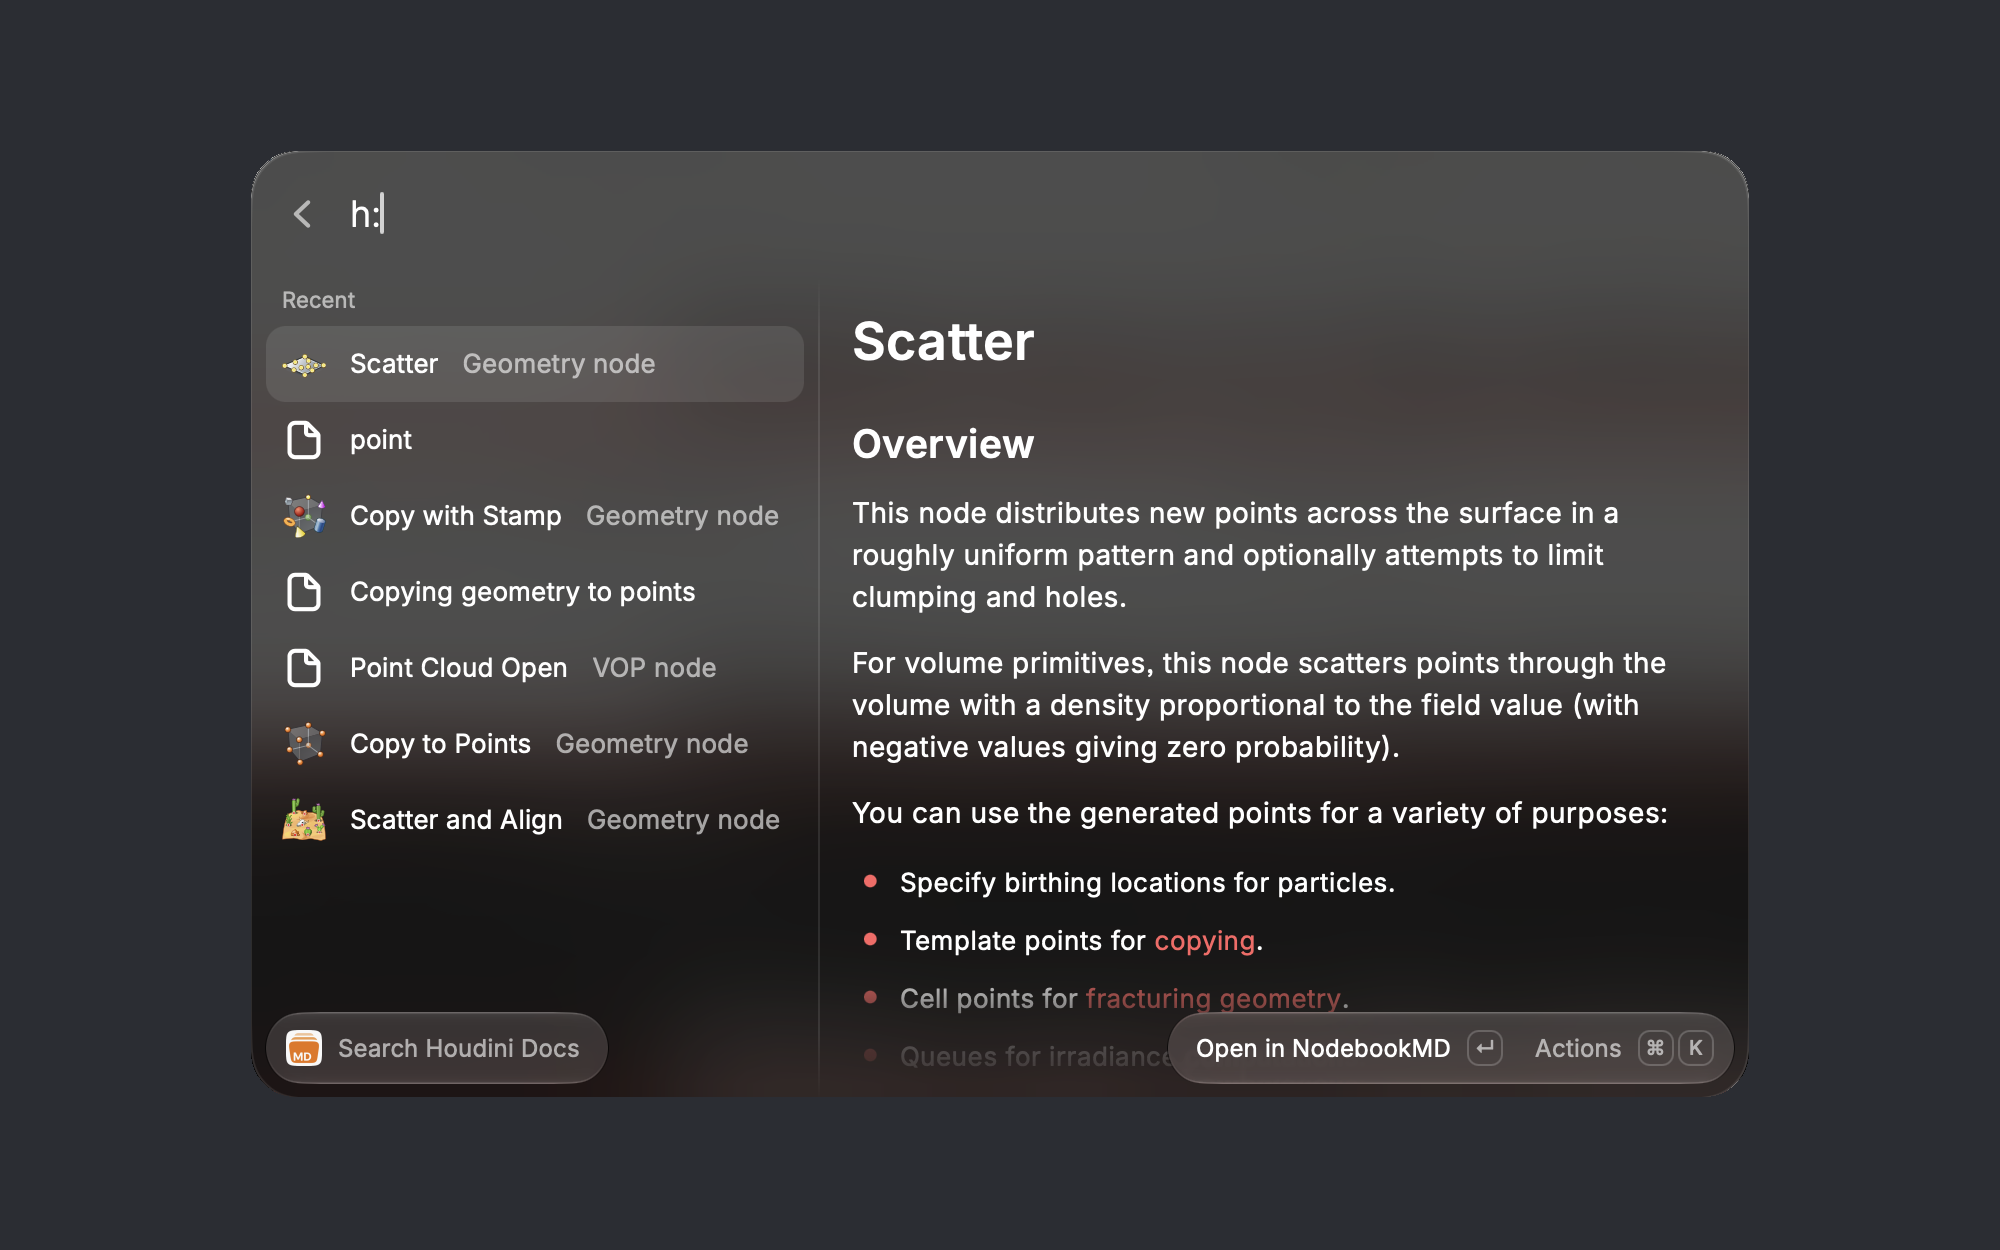 h:
Recent
Scatter Geometry node
point
Copy with Stamp Geometry node
Copying geometry to points
Point Cloud Open VOP node
Copy to Points Geometry node
Scatter and Align Geometry node
MD Search Houdini Docs
Scatter
Overview
This node distributes new points across the surface in a
roughly uniform pattern and optionally attempts to limit
clumping and holes.
For volume primitives, this node scatters points through the
volume with a density proportional to the field value (with
negative values giving zero probability).
You can use the generated points for a variety of purposes:
Specify birthing locations for particles.
Template points for copying.
Cell points for fracturing geometry.
Queues for irradiance
Open in NodebookMD ↵ Actions ⌘ K